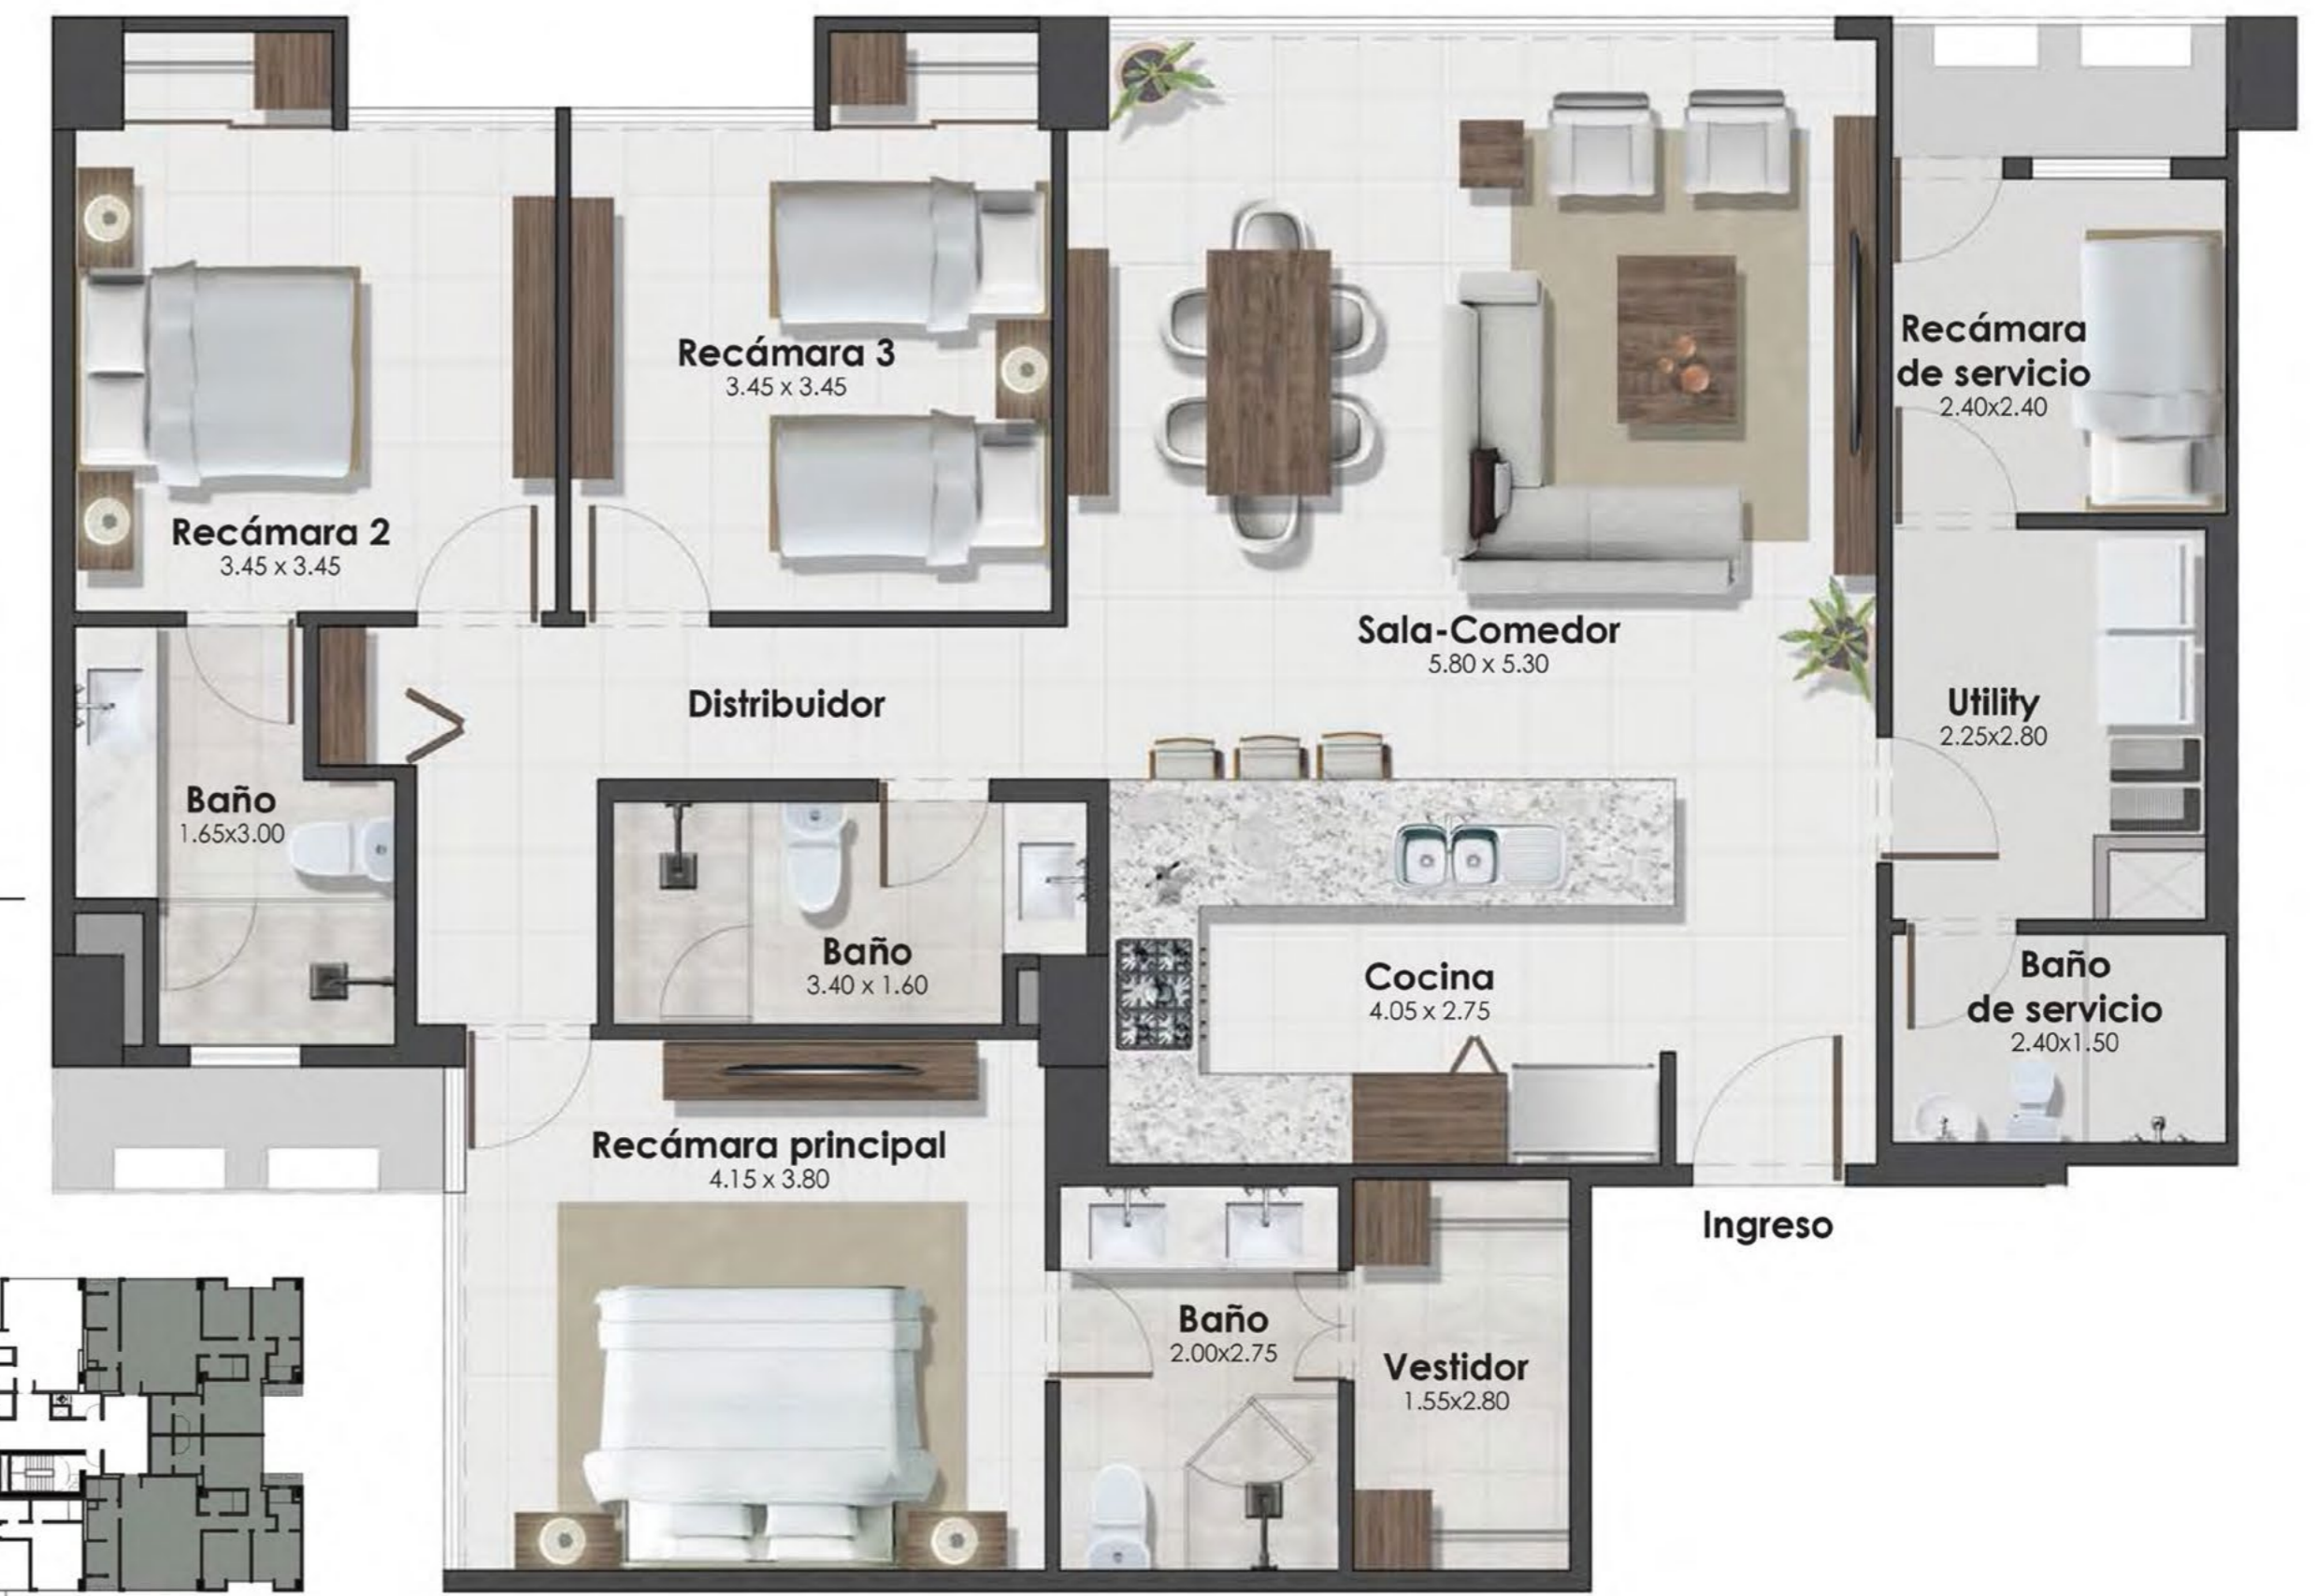 Recámara 3
3.45 x 3.45
Recámara
de servicio
2.40x2.40
Recámara 2
3.45 x 3.45
Sala-Comedor
5.80 x 5.30
Distribuidor
Utility
2.25x2.80
Baño
1.65x3.00
Baño
3.40 x 1.60
Cocina
4.05 x 2.75
Baño
de servicio
2.40x1.50
Recámara principal
4.15 x 3.80
Ingreso
Baño
2.00x2.75
Vestidor
1.55x2.80